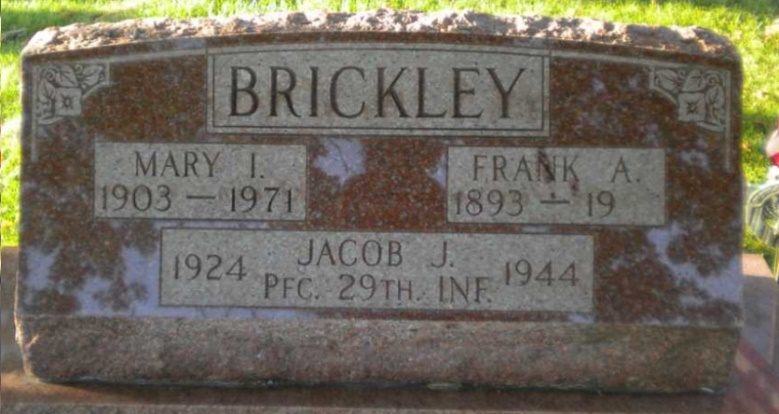 BRICKLEY
MARY I.
1903 — 1971
FRANK A.
1893 — 19
JACOB J.
1924 PFC. 29TH. INF. 1944